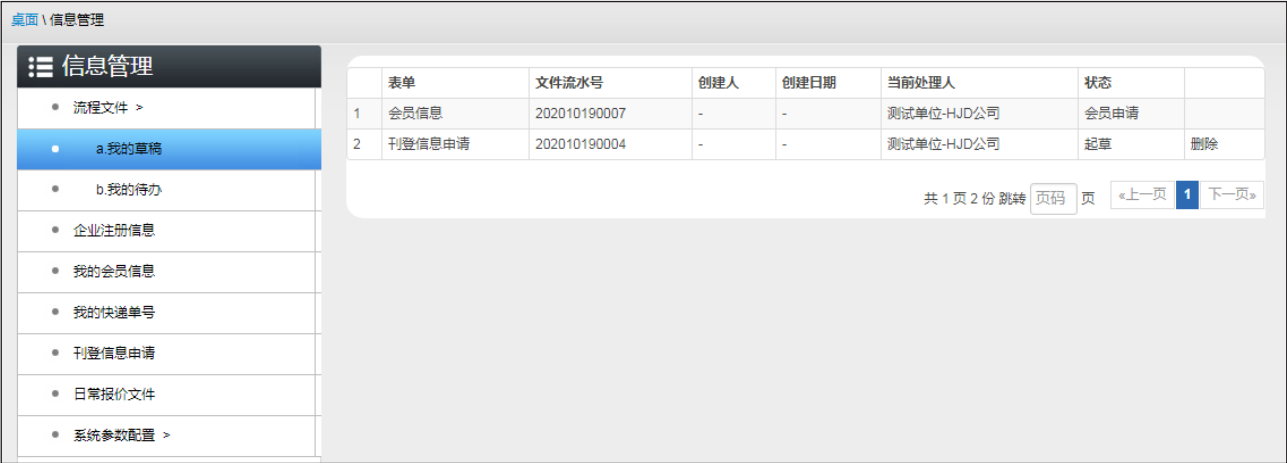 桌面 \ 信息管理
信息管理
流程文件 >
a.我的草稿
b.我的待办
企业注册信息
我的会员信息
我的快递单号
刊登信息申请
日常报价文件
系统参数配置 >
表单 文件流水号 创建人 创建日期 当前处理人 状态
1 会员信息 202010190007 - - 测试单位-HJD公司 会员申请
2 刊登信息申请 202010190004 - - 测试单位-HJD公司 起草 删除
共 1 页 2 份 跳转 页码 页 «上一页 1 下一页»